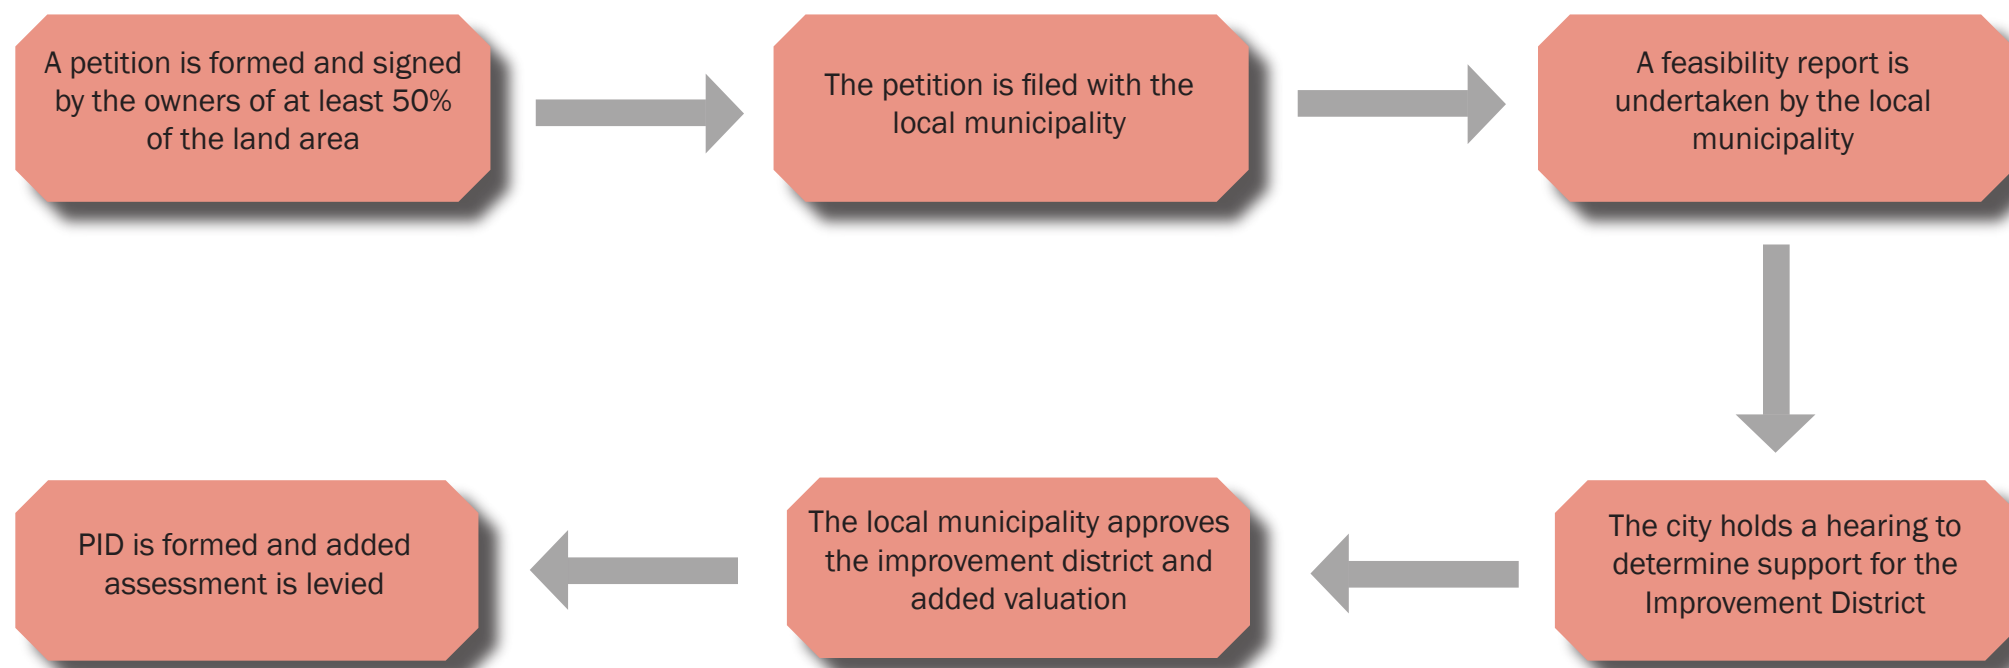 A petition is formed and signed
by the owners of at least 50%
of the land area
The petition is filed with the
local municipality
A feasibility report is
undertaken by the local
municipality
The city holds a hearing to
determine support for the
Improvement District
The local municipality approves
the improvement district and
added valuation
PID is formed and added
assessment is levied